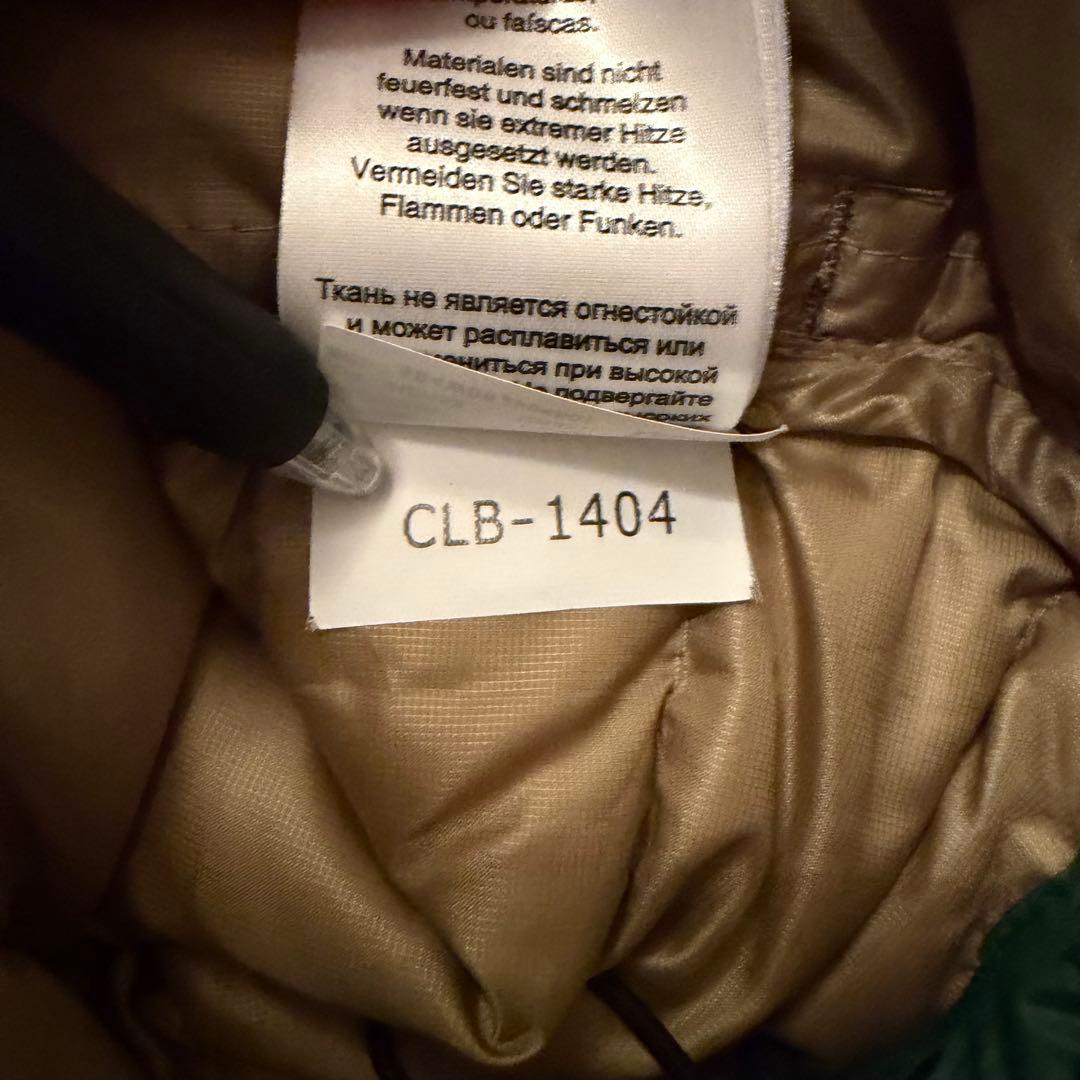 ou faíscas.
Materialen sind nicht
feuerfest und schmelzen
wenn sie extremer Hitze
ausgesetzt werden.
Vermeiden Sie starke Hitze,
Flammen oder Funken.
Ткань не является огнестойкой
и может расплавиться или
при высокой
подвергайте
CLB-1404